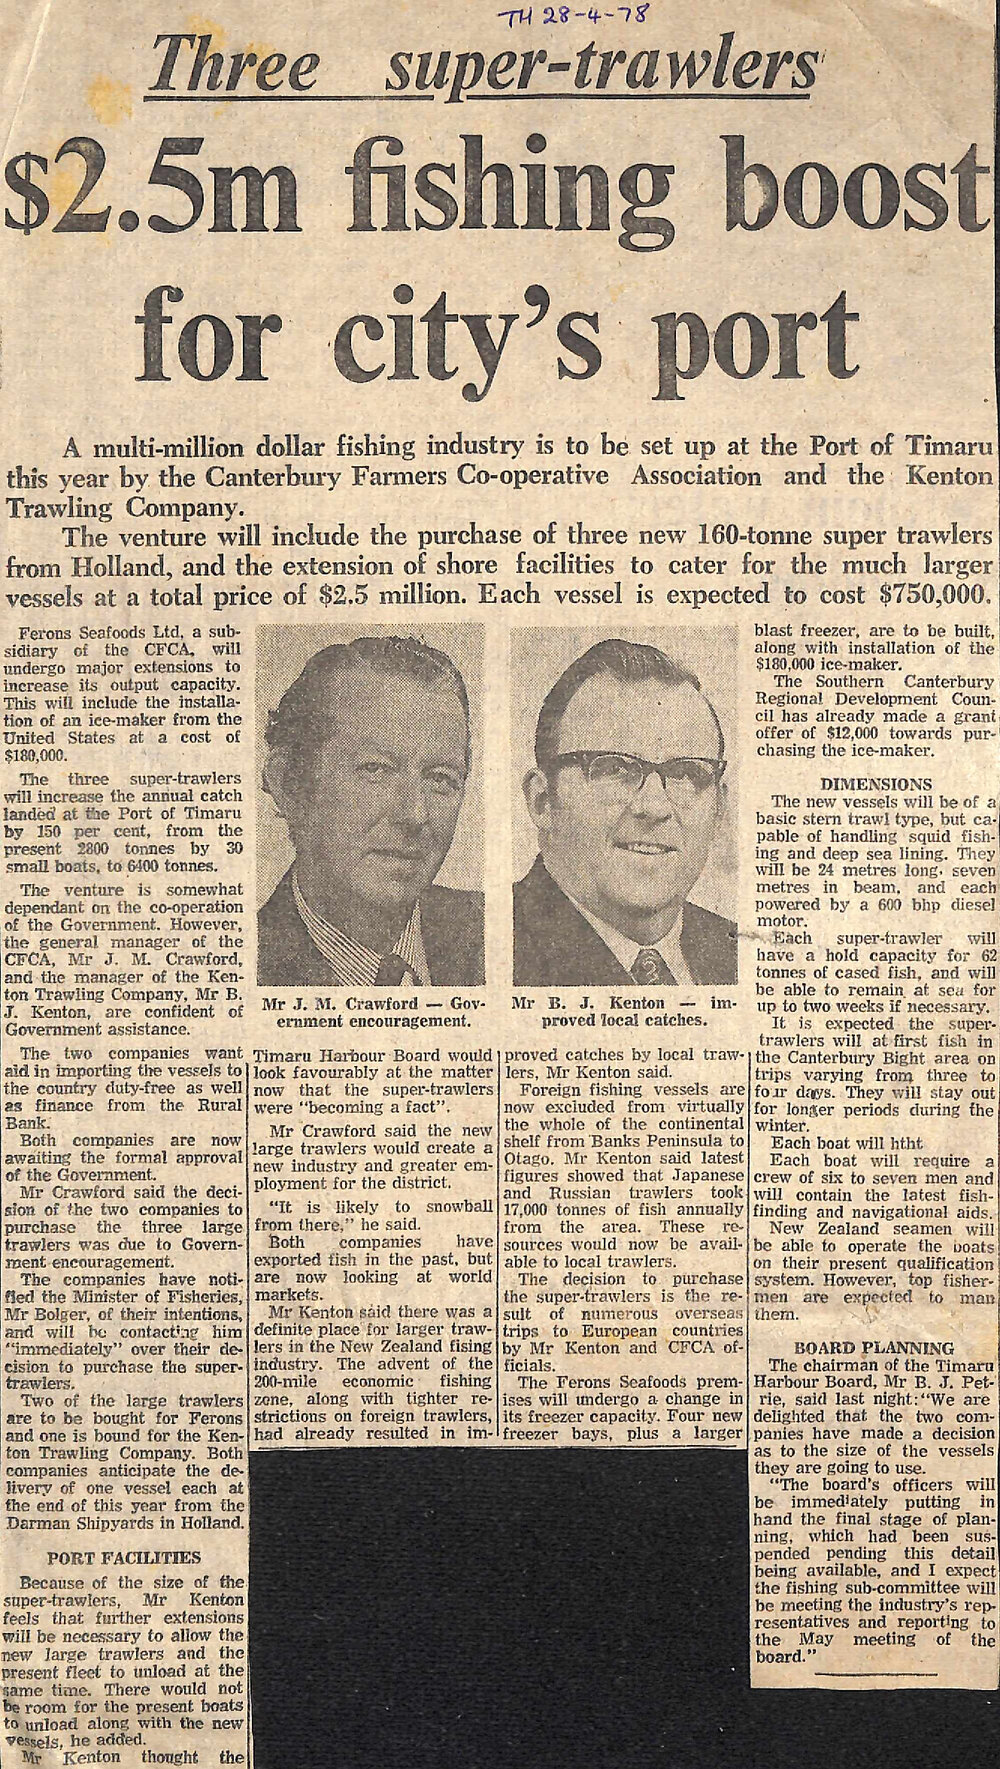 TH 28-4-78
Three super-trawlers
$2.5m fishing boost
for city's port
A multi-million dollar fishing industry is to be set up at the Port of Timaru
this year by the Canterbury Farmers Co-operative Association and the Kenton
Trawling Company.
The venture will include the purchase of three new 160-tonne super trawlers
from Holland, and the extension of shore facilities to cater for the much larger
vessels at a total price of $2.5 million. Each vessel is expected to cost $750,000.
Ferons Seafoods Ltd, a sub-
sidiary of the CFCA, will
undergo major extensions to
increase its output capacity.
This will include the installa-
tion of an ice-maker from the
United States at a cost of
$180,000.
The three super-trawlers
will increase the annual catch
landed at the Port of Timaru
by 150 per cent, from the
present 2800 tonnes by 30
small boats, to 6400 tonnes.
The venture is somewhat
dependant on the co-operation
of the Government. However,
the general manager of the
CFCA, Mr J. M. Crawford,
and the manager of the Ken-
ton Trawling Company, Mr B.
J. Kenton, are confident of
Government assistance.
The two companies want
aid in importing the vessels to
the country duty-free as well
as finance from the Rural
Bank.
Both companies are now
awaiting the formal approval
of the Government.
Mr Crawford said the deci-
sion of the two companies to
purchase the three large
trawlers was due to Govern-
ment encouragement.
The companies have noti-
fied the Minister of Fisheries,
Mr Bolger, of their intentions,
and will be contacting him
"immediately" over their de-
cision to purchase the super-
trawlers.
Two of the large trawlers
are to be bought for Ferons
and one is bound for the Ken-
ton Trawling Company. Both
companies anticipate the de-
livery of one vessel each at
the end of this year from the
Darman Shipyards in Holland.
PORT FACILITIES
Because of the size of the
super-trawlers, Mr Kenton
feels that further extensions
will be necessary to allow the
new large trawlers and the
present fleet to unload at the
same time. There would not
be room for the present boats
to unload along with the new
vessels, he added.
Mr Kenton thought the
Mr J. M. Crawford — Gov-
ernment encouragement.
Mr B. J. Kenton — im-
proved local catches.
Timaru Harbour Board would
look favourably at the matter
now that the super-trawlers
were "becoming a fact".
Mr Crawford said the new
large trawlers would create a
new industry and greater em-
ployment for the district.
"It is likely to snowball
from there," he said.
Both companies have
exported fish in the past, but
are now looking at world
markets.
Mr Kenton said there was a
definite place for larger traw-
lers in the New Zealand fising
industry. The advent of the
200-mile economic fishing
zone, along with tighter re-
strictions on foreign trawlers,
had already resulted in im-
proved catches by local traw-
lers, Mr Kenton said.
Foreign fishing vessels are
now excluded from virtually
the whole of the continental
shelf from Banks Peninsula to
Otago. Mr Kenton said latest
figures showed that Japanese
and Russian trawlers took
17,000 tonnes of fish annually
from the area. These re-
sources would now be avail-
able to local trawlers.
The decision to purchase
the super-trawlers is the re-
sult of numerous overseas
trips to European countries
by Mr Kenton and CFCA of-
ficials.
The Ferons Seafoods prem-
ises will undergo a change in
its freezer capacity. Four new
freezer bays, plus a larger
blast freezer, are to be built,
along with installation of the
$180,000 ice-maker.
The Southern Canterbury
Regional Development Coun-
cil has already made a grant
offer of $12,000 towards pur-
chasing the ice-maker.
DIMENSIONS
The new vessels will be of a
basic stern trawl type, but ca-
pable of handling squid fish-
ing and deep sea lining. They
will be 24 metres long, seven
metres in beam, and each
powered by a 600 bhp diesel
motor.
Each super-trawler will
have a hold capacity for 62
tonnes of cased fish, and will
be able to remain at sea for
up to two weeks if necessary.
It is expected the super-
trawlers will at first fish in
the Canterbury Bight area on
trips varying from three to
four days. They will stay out
for longer periods during the
winter.
Each boat will htht
Each boat will require a
crew of six to seven men and
will contain the latest fish-
finding and navigational aids.
New Zealand seamen will
be able to operate the boats
on their present qualification
system. However, top fisher-
men are expected to man
them.
BOARD PLANNING
The chairman of the Timaru
Harbour Board, Mr B. J. Pet-
rie, said last night: "We are
delighted that the two com-
panies have made a decision
as to the size of the vessels
they are going to use.
"The board's officers will
be immediately putting in
hand the final stage of plan-
ning, which had been sus-
pended pending this detail
being available, and I expect
the fishing sub-committee will
be meeting the industry's rep-
resentatives and reporting to
the May meeting of the
board."